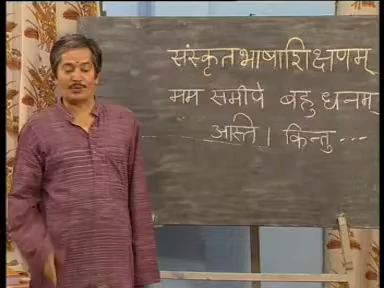 संस्कृतभाषाशिक्षणम्
मम समीपे बहु धनम्
अस्ति। किन्तु ---